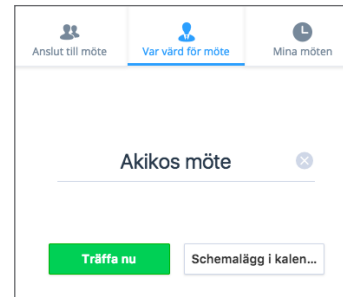 Anslut till möte
Var värd för möte
Mina möten
Akikos möte
Träffa nu
Schemalägg i kalen...